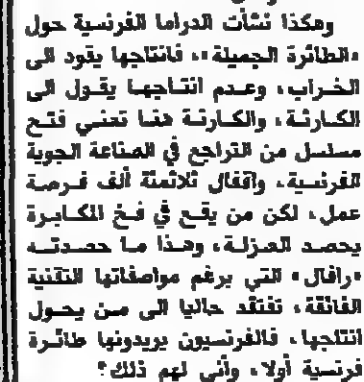 وهكذا نشأت الدراما الفرنسية حول
«الطائرة الجميلة»، فانتاجها يقود الى
الخراب، وعدم انتاجها يقول الى
الكارثة، والكارثة هنا تعني فتح
مسلسل من التراجع في الصناعة الجوية
الفرنسية، واقفال ثلاثمئة ألف فرصة
عمل، لكن من يقع في فخ المكابرة
يحصد العزلة، وهذا ما حصدته
«رافال» التي برغم مواصفاتها التقنية
الفائقة، تفتقد حاليا الى من يحول
انتاجها، فالفرنسيون يريدونها طائرة
فرنسية أولا، وأنى لهم ذلك؟